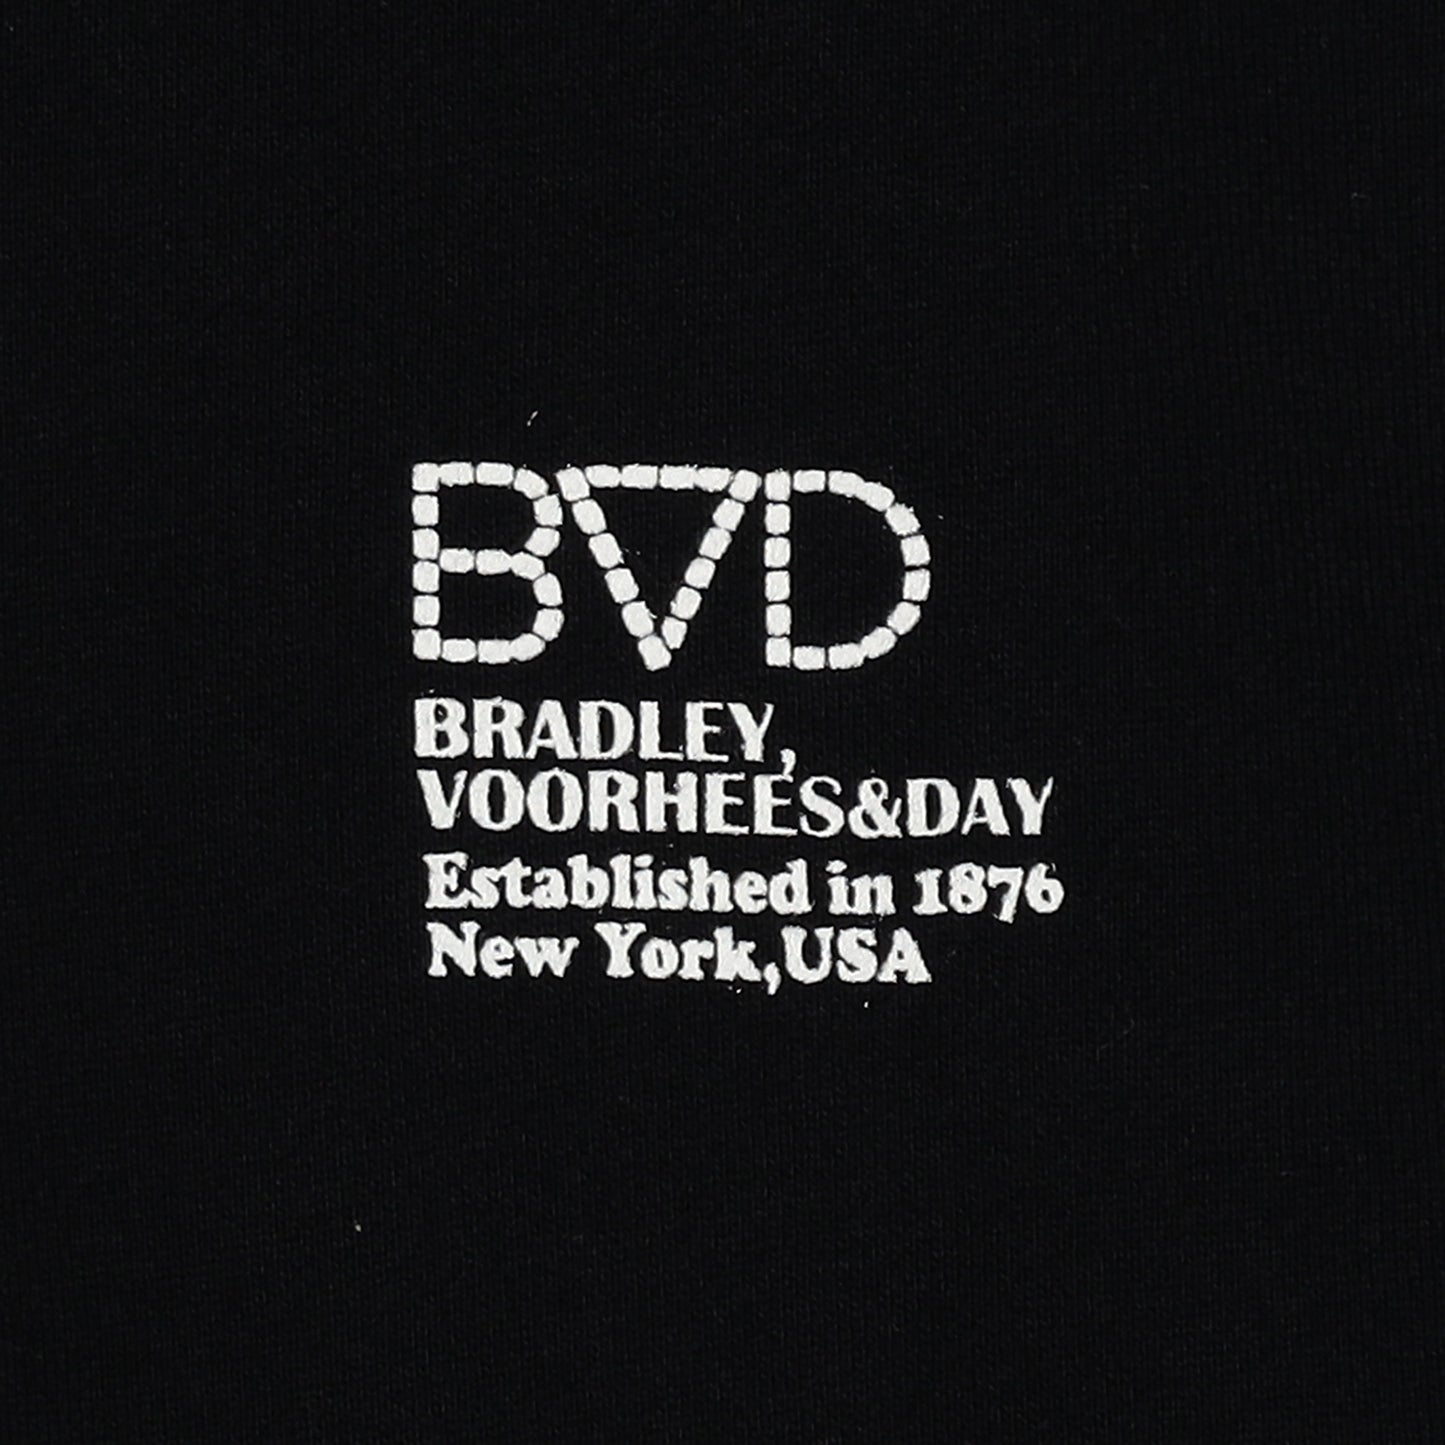 BVD
BRADLEY,
VOORHEES&DAY
Established in 1876
New York,USA